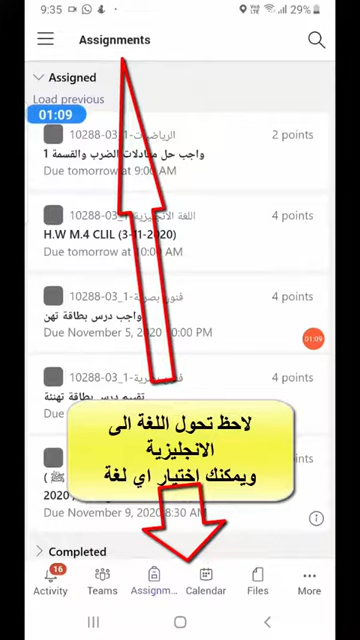 9:35
29%
Assignments
Assigned
Load previous
01:09
10288-03_1-الرياضيات
2 points
واجب حل معادلات الضرب والقسمة 1
Due tomorrow at 9:00 AM
10288-03_1-اللغة الانجليزية
4 points
H.W M.4 CLIL (3-11-2020)
Due tomorrow at 10:00 AM
10288-03_1-فنون بصرية
4 points
واجب درس بطاقة تهن
Due November 5, 2020 10:00 PM
01:09
10288-03_1-فنون بصرية
4 points
تقييم درس بطاقة تهنئة
لاحظ تحول اللغة الى
الانجليزية
ويمكنك إختيار اي لغة
2020
Due November 9, 2020 8:30 AM
Completed
16
Activity
Teams
Assignm...
Calendar
Files
More